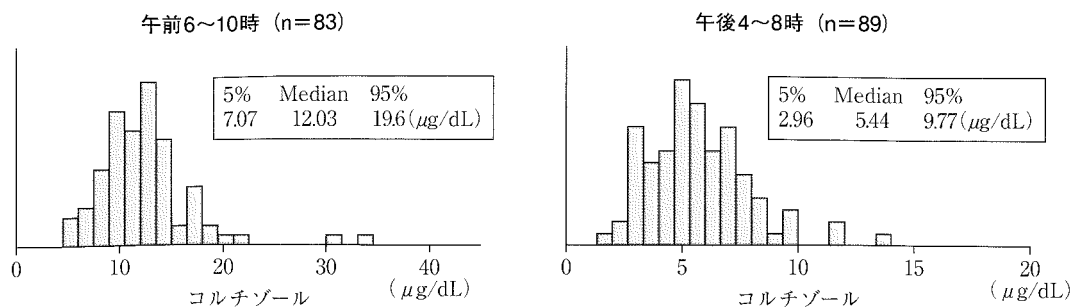 午前6～10時 (n=83)
5% Median 95%
7.07 12.03 19.6(μg/dL)
0 10 20 30 40
コルチゾール (μg/dL)
午後4～8時 (n=89)
5% Median 95%
2.96 5.44 9.77(μg/dL)
0 5 10 15 20
コルチゾール (μg/dL)